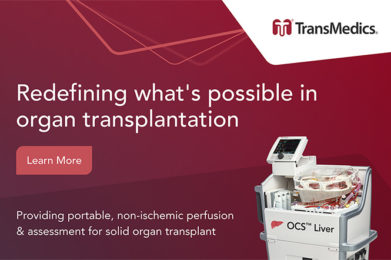 TransMedics®
Redefining what's possible in
organ transplantation
Learn More
Providing portable, non-ischemic perfusion
& assessment for solid organ transplant
OCS™ Liver